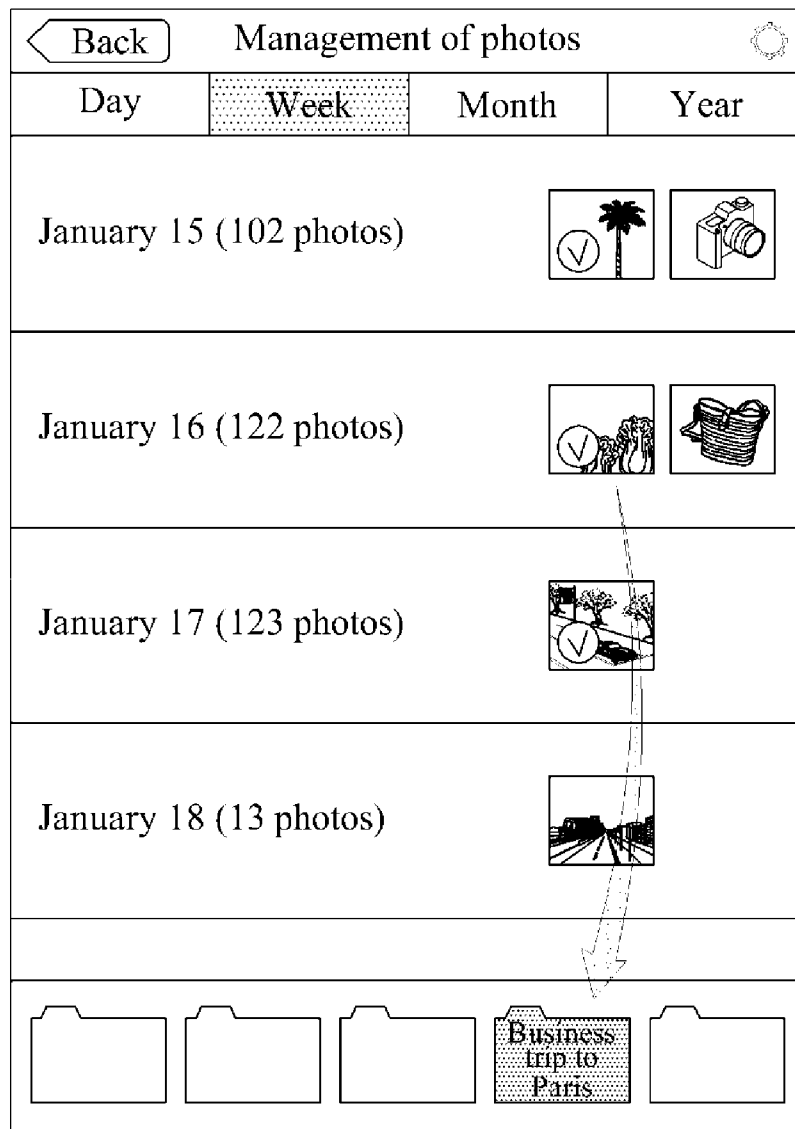 Back
Management of photos
Day
Week
Month
Year
January 15 (102 photos)
January 16 (122 photos)
January 17 (123 photos)
January 18 (13 photos)
Business
trip to
Paris